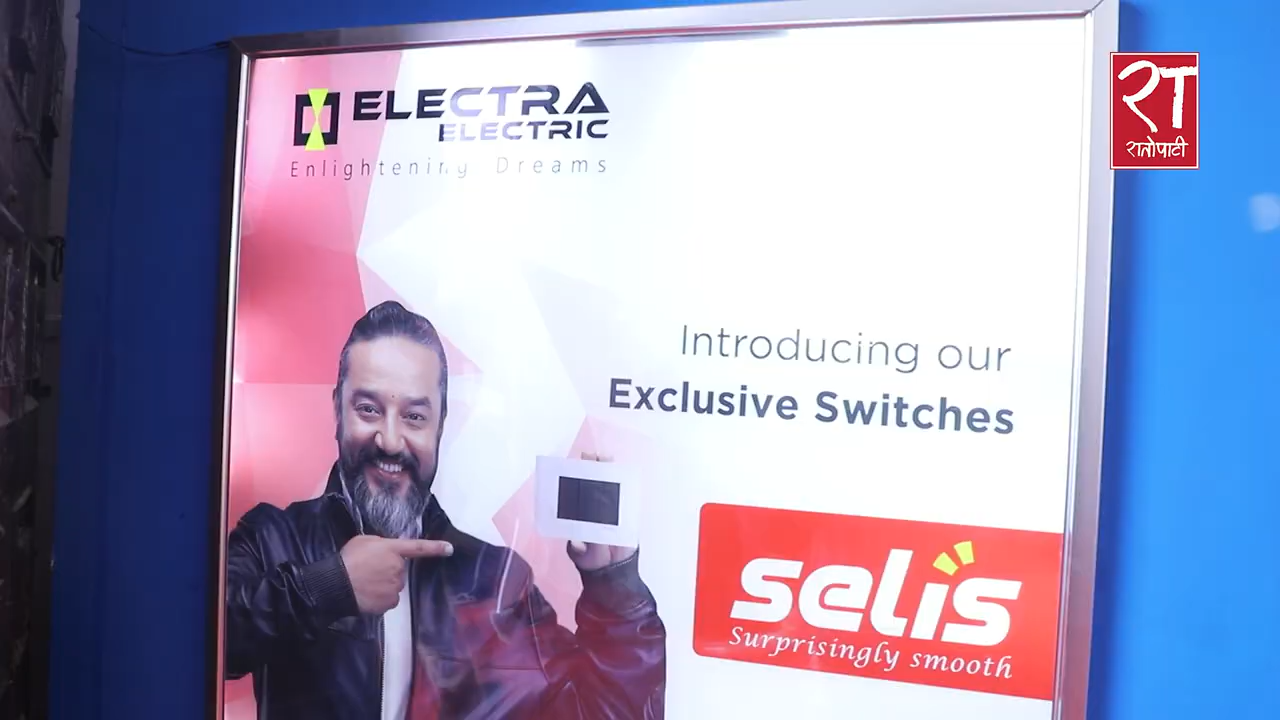 ELECTRA
ELECTRIC
Enlightening Dreams
Introducing our
Exclusive Switches
selis
Surprisingly smooth
रा
रातोपाटी